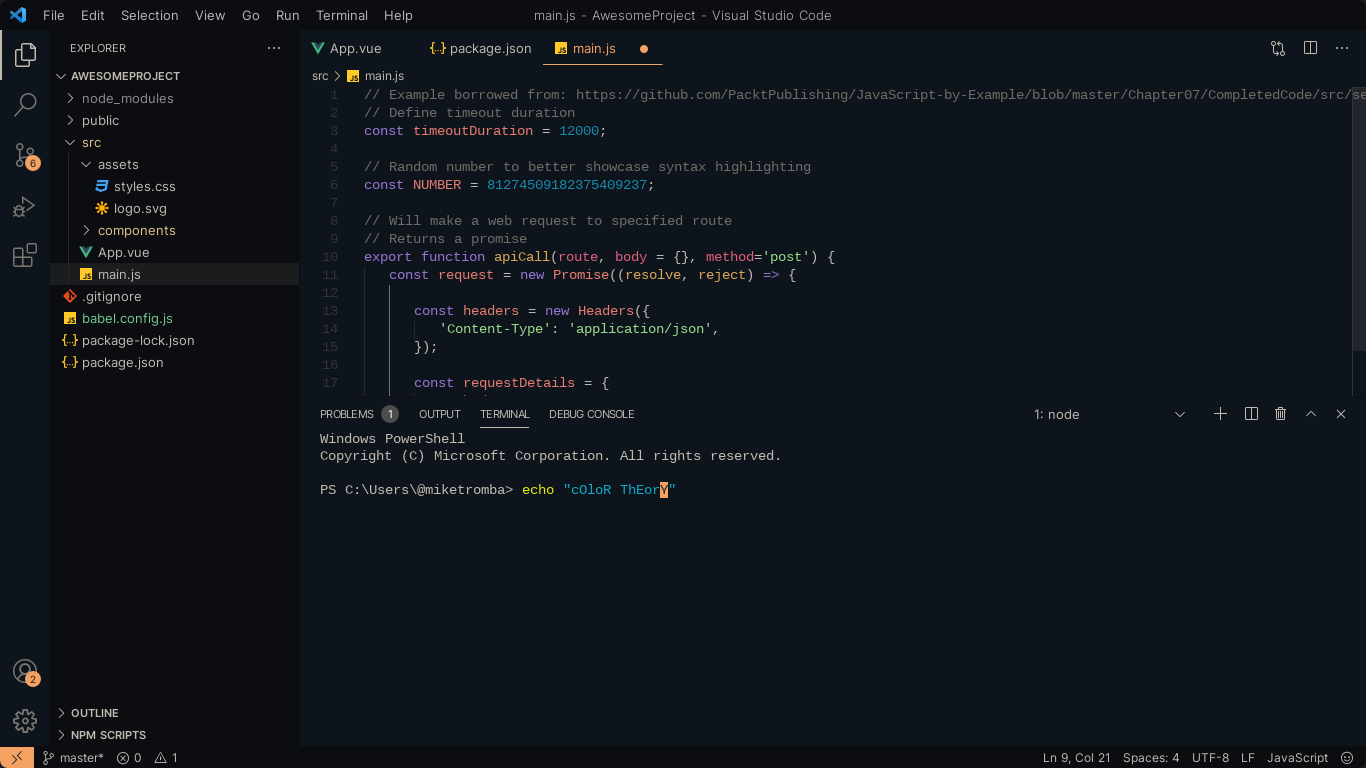 File Edit Selection View Go Run Terminal Help main.js - AwesomeProject - Visual Studio Code
EXPLORER
AWESOMEPROJECT
node_modules
public
src
assets
styles.css
logo.svg
components
App.vue
main.js
.gitignore
babel.config.js
package-lock.json
package.json
OUTLINE
NPM SCRIPTS
6
2
App.vue {..} package.json JS main.js
src JS main.js
1 // Example borrowed from: https://github.com/PacktPublishing/JavaScript-by-Example/blob/master/Chapter07/CompletedCode/src/se
2 // Define timeout duration
3 const timeoutDuration = 12000;
4
5 // Random number to better showcase syntax highlighting
6 const NUMBER = 81274509182375409237;
7
8 // Will make a web request to specified route
9 // Returns a promise
10 export function apiCall(route, body = {}, method='post') {
11 const request = new Promise((resolve, reject) => {
12
13 const headers = new Headers({
14 'Content-Type': 'application/json',
15 });
16
17 const requestDetails = {
PROBLEMS 1 OUTPUT TERMINAL DEBUG CONSOLE 1: node
Windows PowerShell
Copyright (C) Microsoft Corporation. All rights reserved.
PS C:\Users\@miketromba> echo "cOloR ThEorY"
master* 0 1 Ln 9, Col 21 Spaces: 4 UTF-8 LF JavaScript